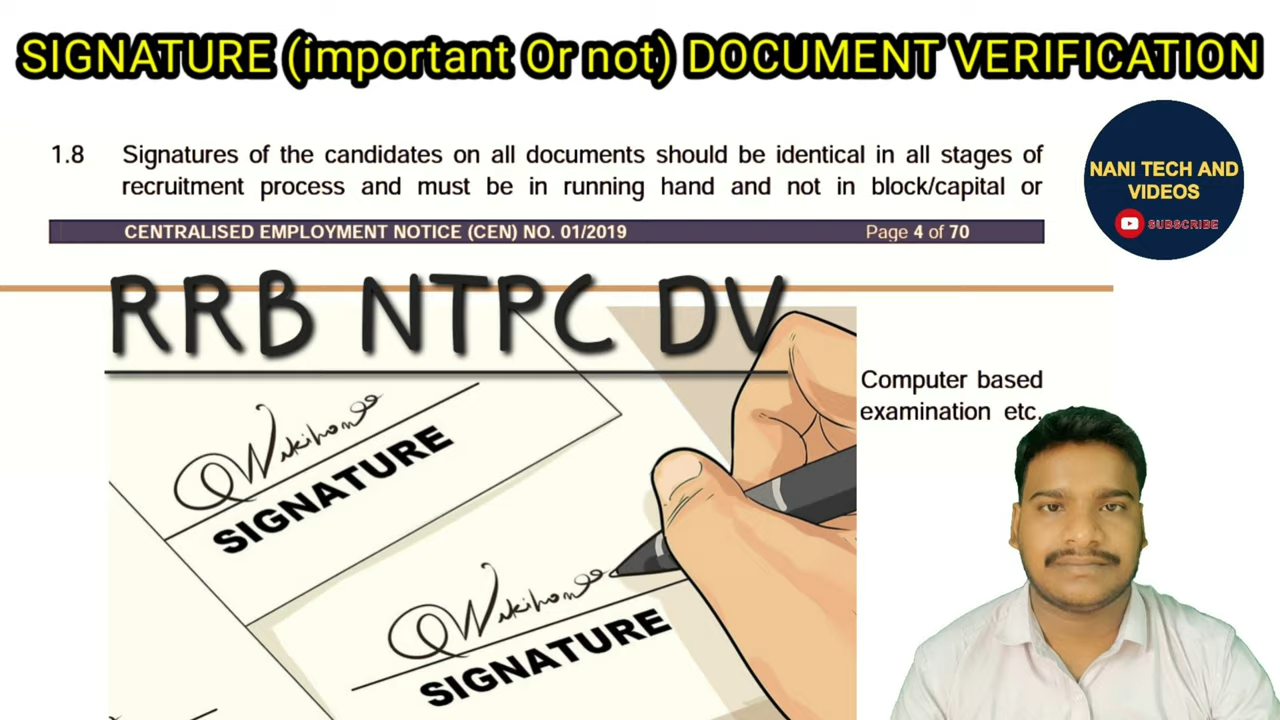 SIGNATURE (important Or not) DOCUMENT VERIFICATION
1.8 Signatures of the candidates on all documents should be identical in all stages of
recruitment process and must be in running hand and not in block/capital or
NANI TECH AND
VIDEOS
SUBSCRIBE
CENTRALISED EMPLOYMENT NOTICE (CEN) NO. 01/2019 Page 4 of 70
RRB NTPC DV
Computer based
examination etc.
Wikihow
SIGNATURE
Wikihow
SIGNATURE